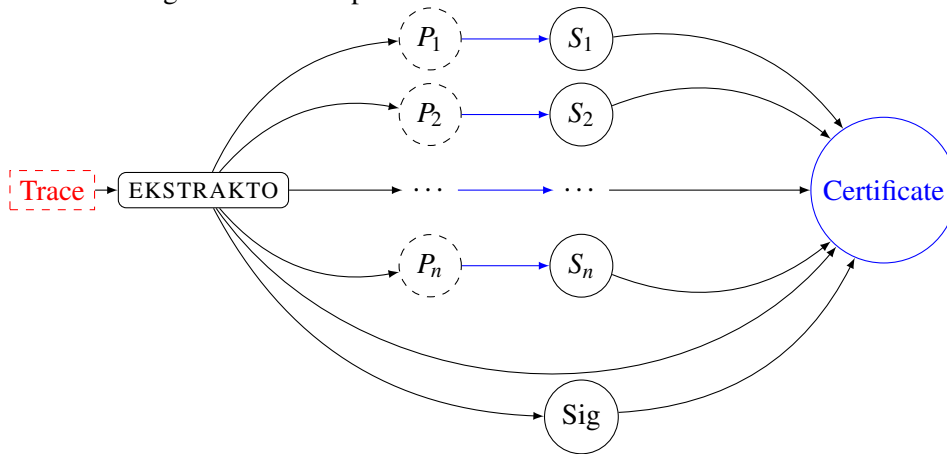 P1 S1
P2 S2
Trace EKSTRAKTO ··· ··· Certificate
Pn Sn
Sig